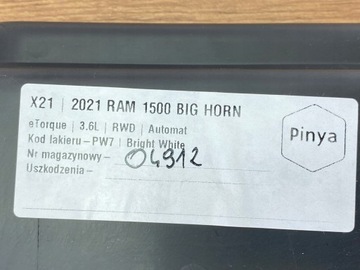 X21 | 2021 RAM 1500 BIG HORN
eTorque | 3.6L | RWD | Automat
Kod lakieru – PW7 | Bright White
Nr magazynowy – 04912
Uszkodzenia –
Pinya